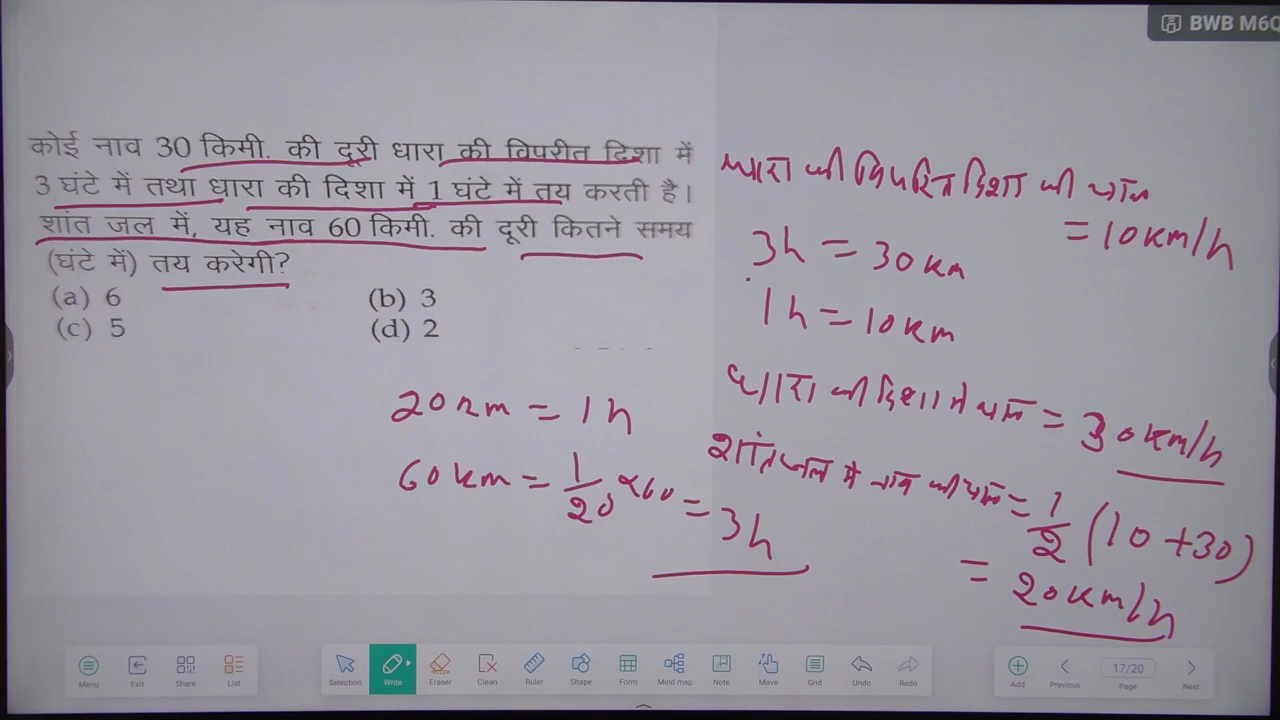 BWB M6Q
कोई नाव 30 किमी. की दूरी धारा की विपरीत दिशा में
3 घंटे में तथा धारा की दिशा में 1 घंटे में तय करती है।
शांत जल में, यह नाव 60 किमी. की दूरी कितने समय
(घंटे में) तय करेगी?
(a) 6 (b) 3
(c) 5 (d) 2
धारा की विपरित दिशा की चाल
= 10km/h
3h = 30km
1h = 10km
धारा की दिशा मे चाल = 30km/h
शांत जल मे नाव की चाल = 1/2 (10+30)
= 20km/h
20km = 1h
60km = 1/20 × 60 = 3h
Menu Exit Share List Selection Write Eraser Clean Ruler Shape Form Mind map Note Move Grid Undo Redo Add Previous 17/20 Page Next